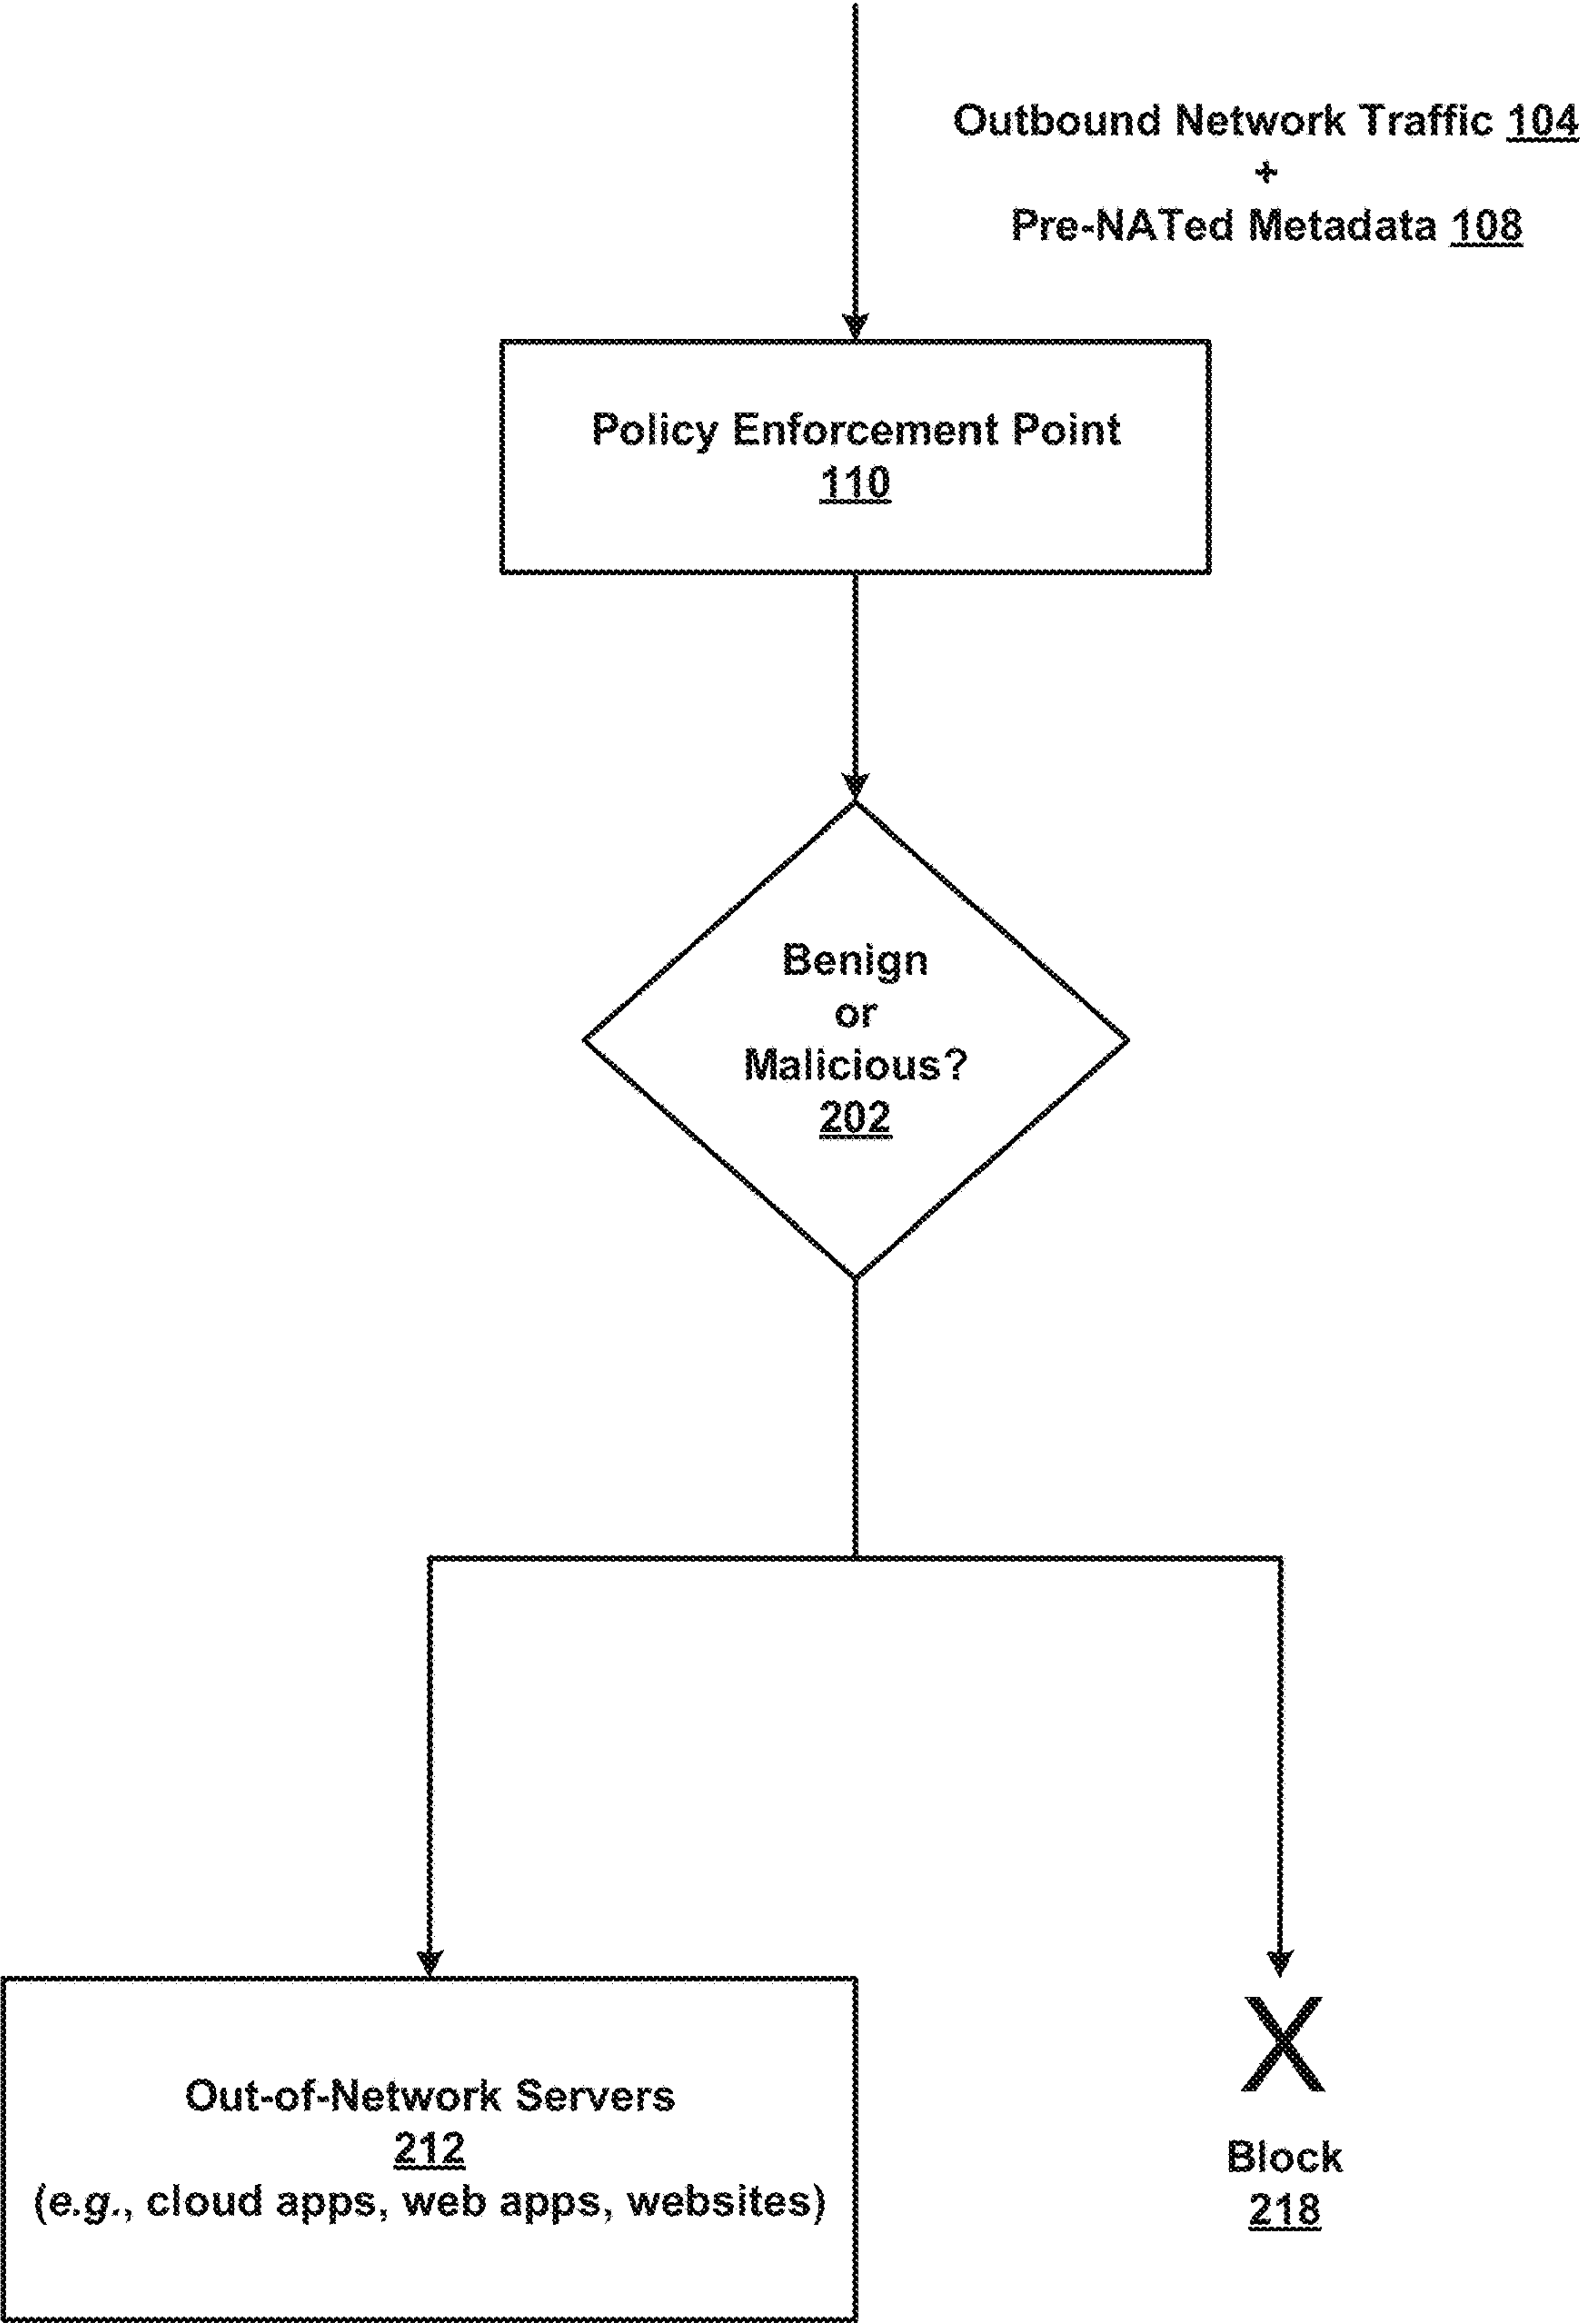 Outbound Network Traffic 104
+
Pre-NATed Metadata 108
Policy Enforcement Point
110
Benign
or
Malicious?
202
Out-of-Network Servers
212
(e.g., cloud apps, web apps, websites)
X
Block
218